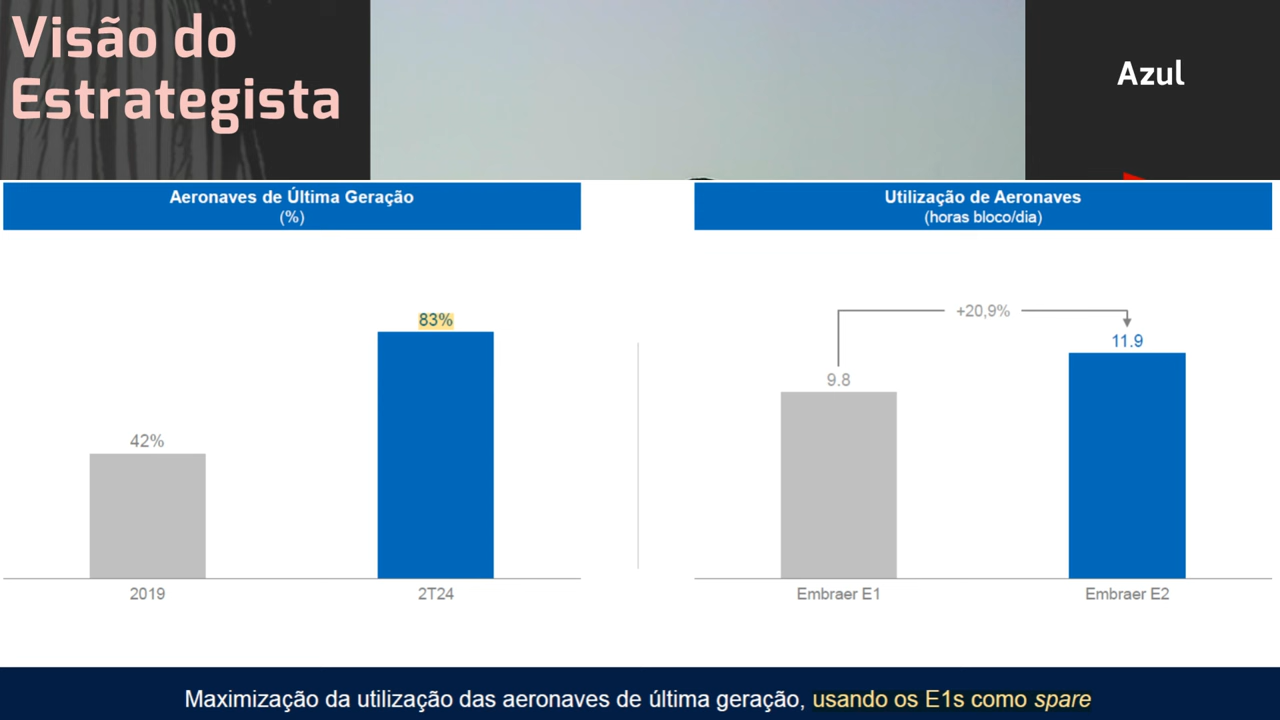 Visão do
Estrategista
Azul
Aeronaves de Última Geração
(%)
83%
42%
2019
2T24
Utilização de Aeronaves
(horas bloco/dia)
+20,9%
11.9
9.8
Embraer E1
Embraer E2
Maximização da utilização das aeronaves de última geração, usando os E1s como spare